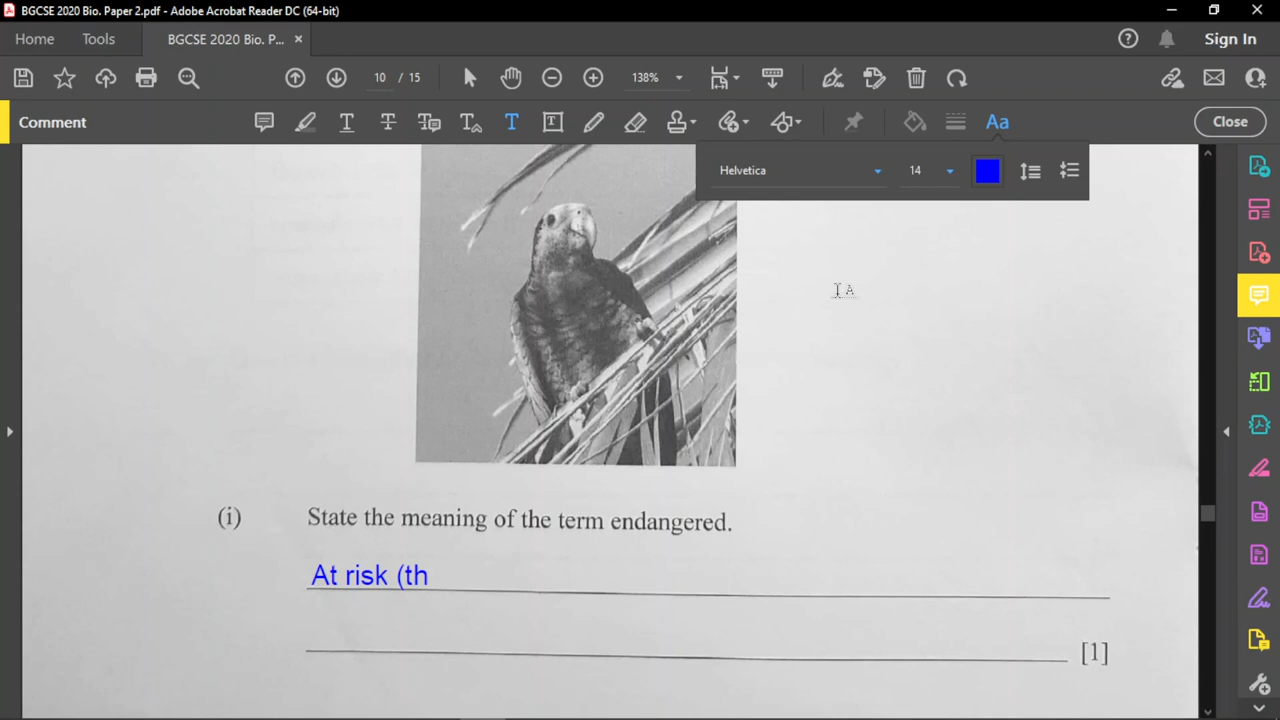 BGCSE 2020 Bio. Paper 2.pdf - Adobe Acrobat Reader DC (64-bit)
Home Tools BGCSE 2020 Bio. P... × Sign In
10 / 15 138%
Comment Close
Helvetica 14
(i) State the meaning of the term endangered.
At risk (th
[1]